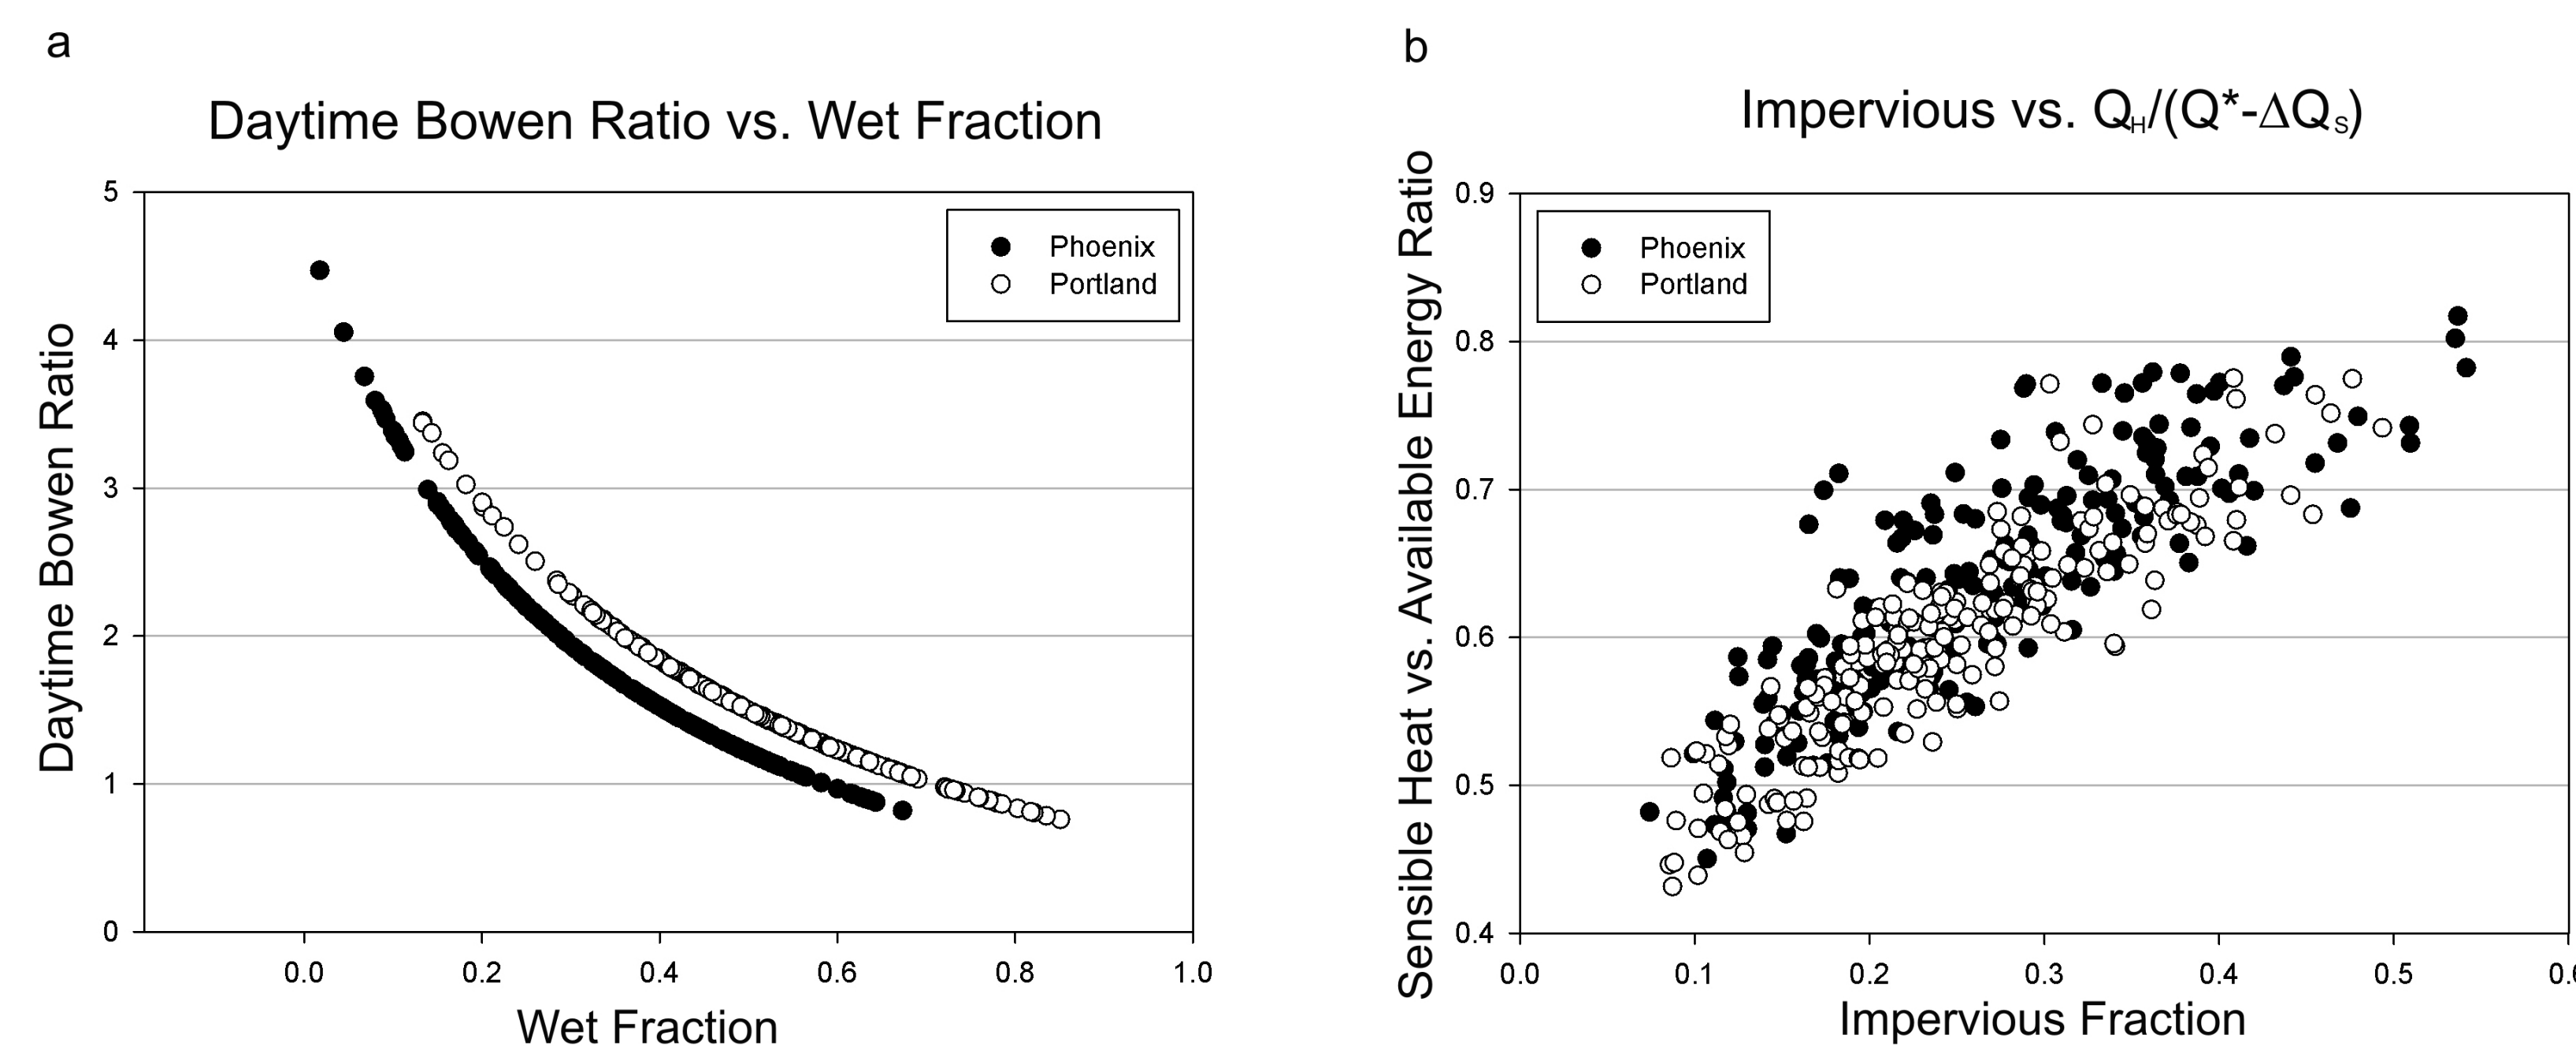 a
Daytime Bowen Ratio vs. Wet Fraction
Daytime Bowen Ratio
5
4
3
2
1
0
Phoenix
Portland
0.0 0.2 0.4 0.6 0.8 1.0
Wet Fraction
b
Impervious vs. QH/(Q*-ΔQS)
Sensible Heat vs. Available Energy Ratio
0.9
0.8
0.7
0.6
0.5
0.4
Phoenix
Portland
0.0 0.1 0.2 0.3 0.4 0.5 0.
Impervious Fraction